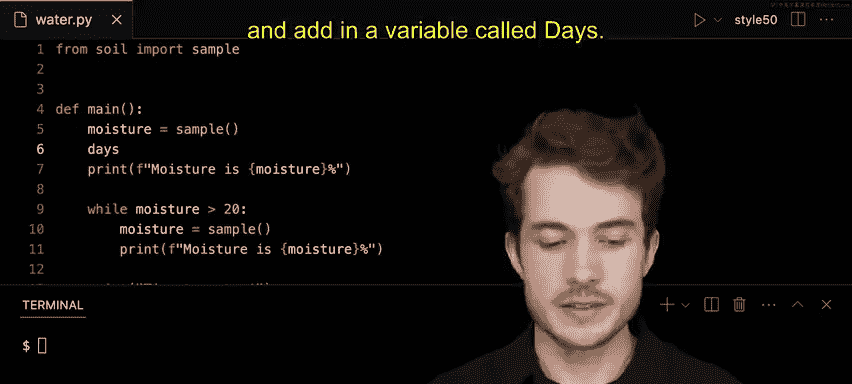 and add in a variable called Days.
water.py
style50
1 from soil import sample
2
3
4 def main():
5 moisture = sample()
6 days
7 print(f"Moisture is {moisture}%")
8
9 while moisture > 20:
10 moisture = sample()
11 print(f"Moisture is {moisture}%")
12
TERMINAL
$